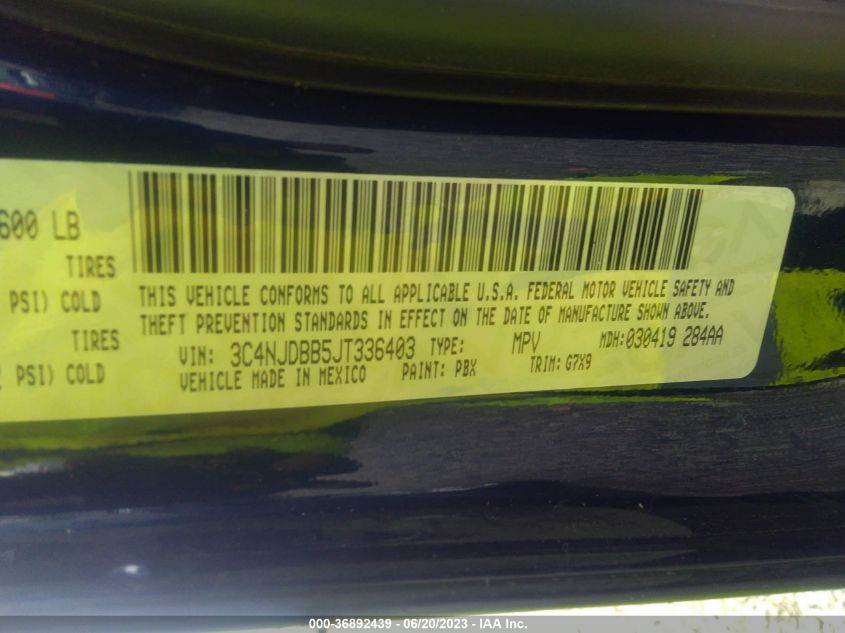 600 LB
TIRES
PSI) COLD
TIRES
PSI) COLD
THIS VEHICLE CONFORMS TO ALL APPLICABLE U.S.A. FEDERAL MOTOR VEHICLE SAFETY AND
THEFT PREVENTION STANDARDS IN EFFECT ON THE DATE OF MANUFACTURE SHOWN ABOVE.
VIN: 3C4NJDBB5JT336403 TYPE: MPV MDH:030419 284AA
VEHICLE MADE IN MEXICO PAINT: PBX TRIM: G7X9
000-36892439 - 06/20/2023 - IAA Inc.